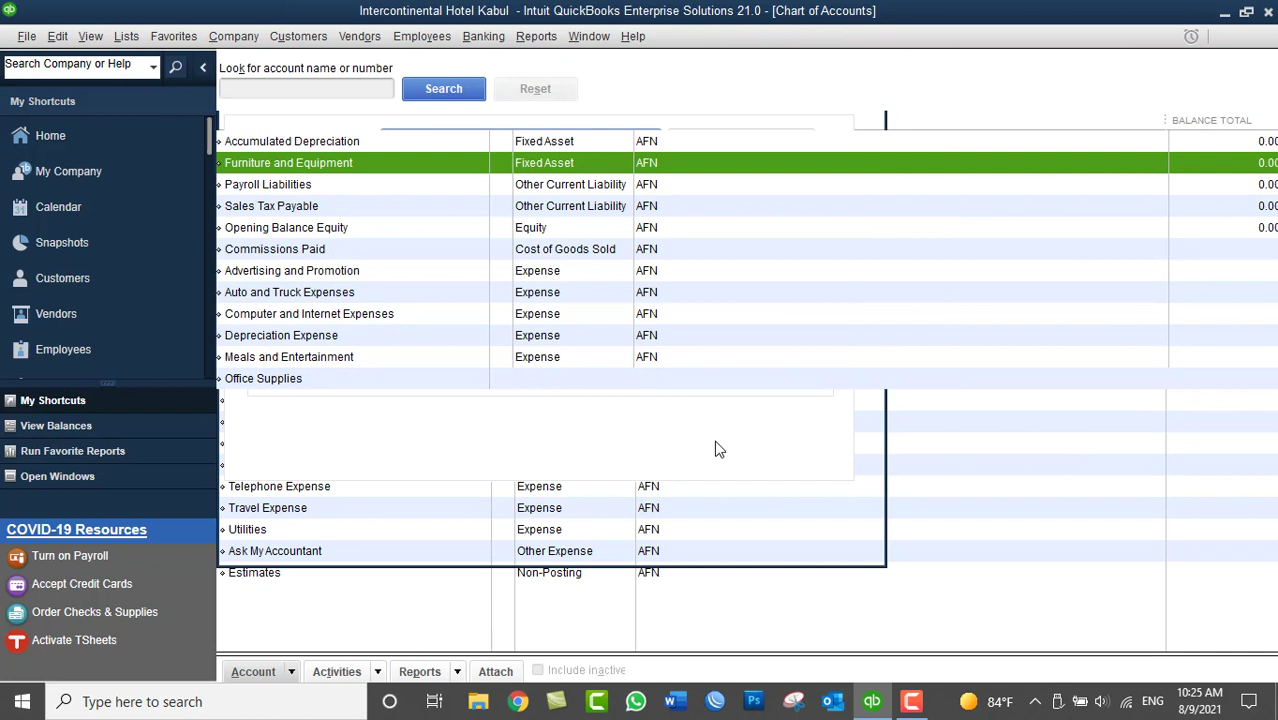 Intercontinental Hotel Kabul - Intuit QuickBooks Enterprise Solutions 21.0 - [Chart of Accounts]
File Edit View Lists Favorites Company Customers Vendors Employees Banking Reports Window Help
Search Company or Help
My Shortcuts
Home
My Company
Calendar
Snapshots
Customers
Vendors
Employees
My Shortcuts
View Balances
Run Favorite Reports
Open Windows
COVID-19 Resources
Turn on Payroll
Accept Credit Cards
Order Checks & Supplies
Activate TSheets
Look for account name or number
Search Reset
BALANCE TOTAL
Accumulated Depreciation Fixed Asset AFN 0.00
Furniture and Equipment Fixed Asset AFN 0.00
Payroll Liabilities Other Current Liability AFN 0.00
Sales Tax Payable Other Current Liability AFN 0.00
Opening Balance Equity Equity AFN 0.00
Commissions Paid Cost of Goods Sold AFN
Advertising and Promotion Expense AFN
Auto and Truck Expenses Expense AFN
Computer and Internet Expenses Expense AFN
Depreciation Expense Expense AFN
Meals and Entertainment Expense AFN
Office Supplies
Telephone Expense Expense AFN
Travel Expense Expense AFN
Utilities Expense AFN
Ask My Accountant Other Expense AFN
Estimates Non-Posting
Account Activities Reports Attach Include inactive
Type here to search
84°F ENG
10:25 AM
8/9/2021